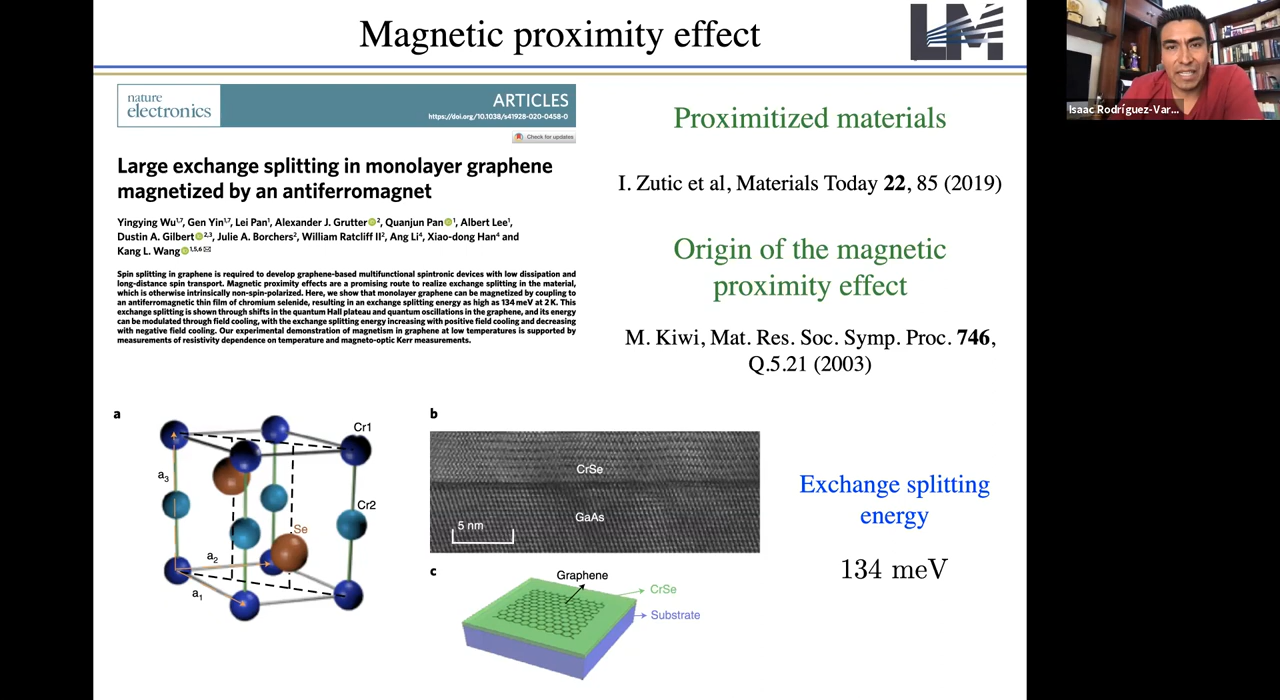 Magnetic proximity effect
LM
Isaac Rodríguez-Var...
nature
electronics
ARTICLES
https://doi.org/10.1038/s41928-020-0458-0
Check for updates
Large exchange splitting in monolayer graphene
magnetized by an antiferromagnet
Yingying Wu1,7, Gen Yin1,7, Lei Pan1, Alexander J. Grutter2, Quanjun Pan1, Albert Lee1,
Dustin A. Gilbert2,3, Julie A. Borchers2, William Ratcliff II2, Ang Li4, Xiao-dong Han4 and
Kang L. Wang1,5,6
Spin splitting in graphene is required to develop graphene-based multifunctional spintronic devices with low dissipation and
long-distance spin transport. Magnetic proximity effects are a promising route to realize exchange splitting in the material,
which is otherwise intrinsically non-spin-polarized. Here, we show that monolayer graphene can be magnetized by coupling to
an antiferromagnetic thin film of chromium selenide, resulting in an exchange splitting energy as high as 134 meV at 2 K. This
exchange splitting is shown through shifts in the quantum Hall plateau and quantum oscillations in the graphene, and its energy
can be modulated through field cooling, with the exchange splitting energy increasing with positive field cooling and decreasing
with negative field cooling. Our experimental demonstration of magnetism in graphene at low temperatures is supported by
measurements of resistivity dependence on temperature and magneto-optic Kerr measurements.
Proximitized materials
I. Zutic et al, Materials Today 22, 85 (2019)
Origin of the magnetic
proximity effect
M. Kiwi, Mat. Res. Soc. Symp. Proc. 746,
Q.5.21 (2003)
a
Cr1
a3
Cr2
Se
a2
a1
b
CrSe
GaAs
5 nm
c
Graphene
CrSe
Substrate
Exchange splitting
energy
134 meV